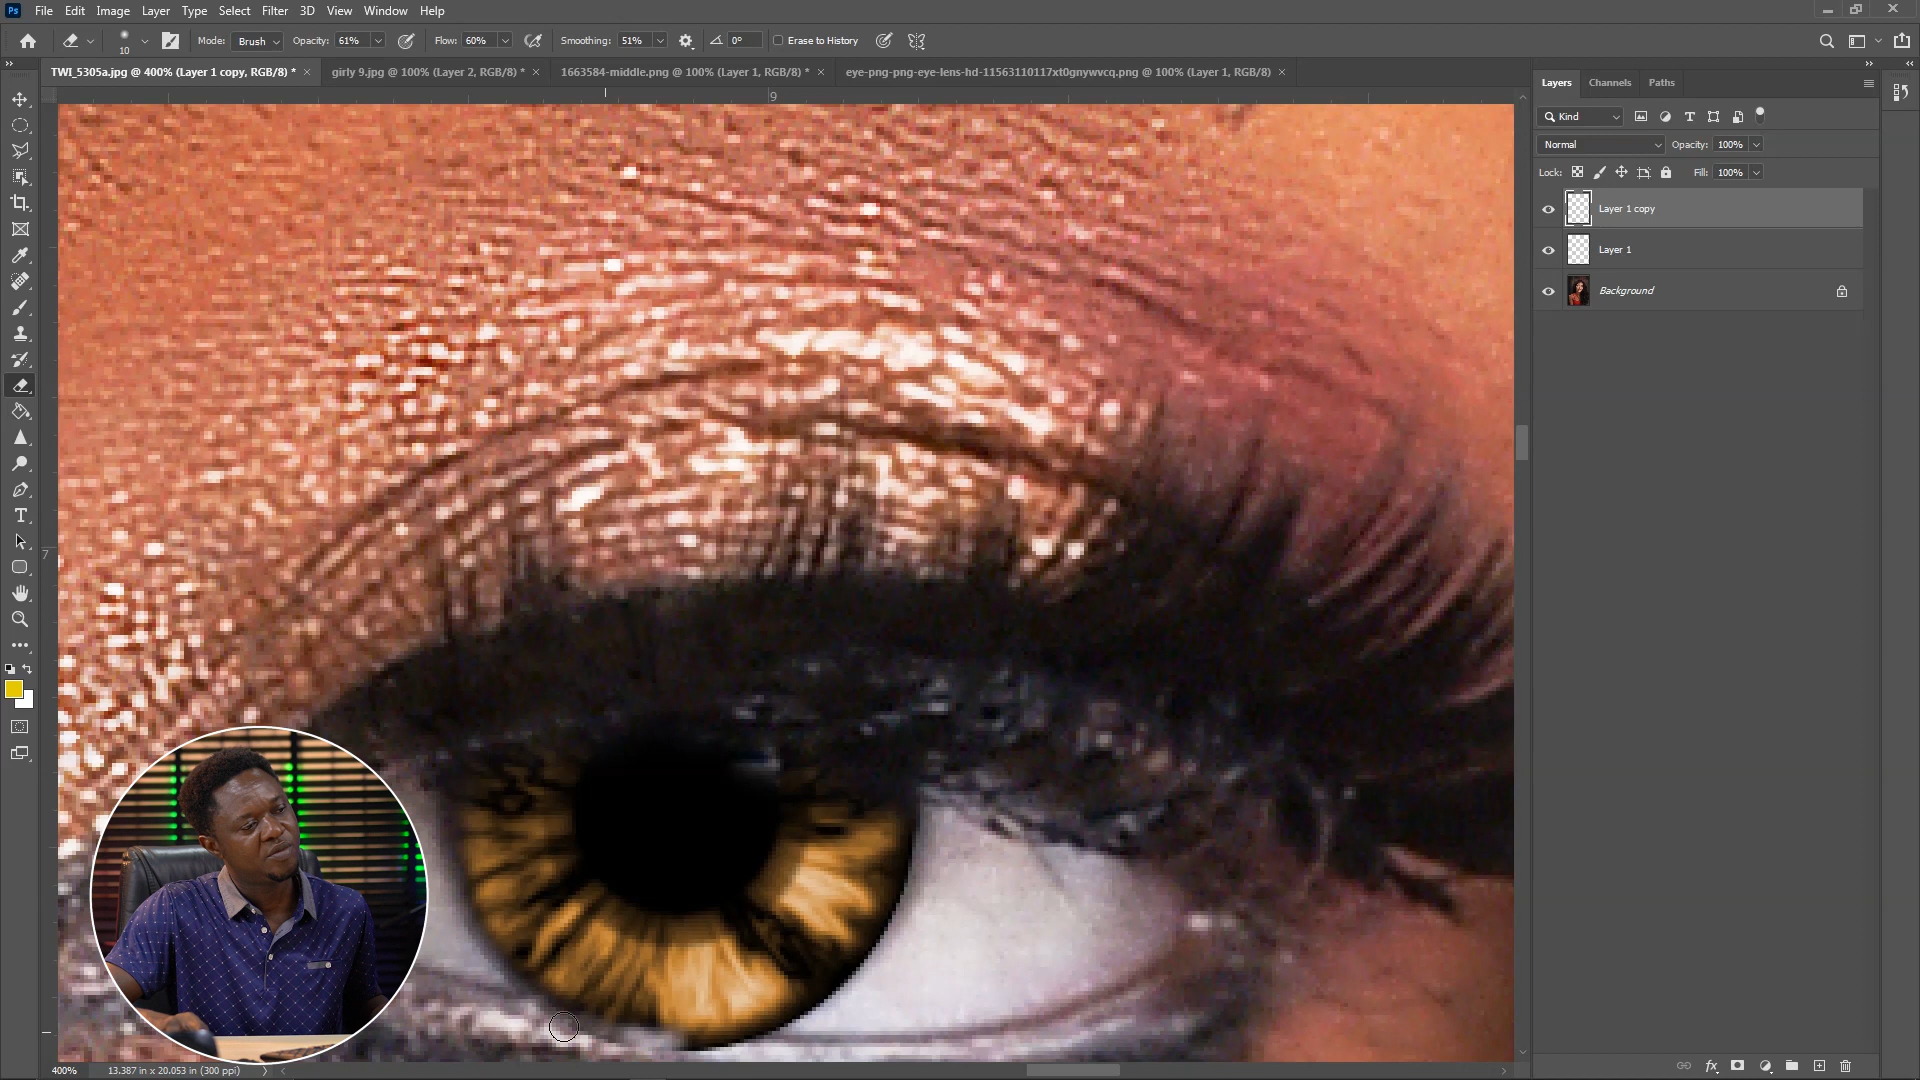 Ps File Edit Image Layer Type Select Filter 3D View Window Help
10 Mode: Brush Opacity: 61% Flow: 60% Smoothing: 51% 0° Erase to History
TWI_5305a.jpg @ 400% (Layer 1 copy, RGB/8) * × girly 9.jpg @ 100% (Layer 2, RGB/8) * × 1663584-middle.png @ 100% (Layer 1, RGB/8) * × eye-png-png-eye-lens-hd-11563110117xt0gnywvcq.png @ 100% (Layer 1, RGB/8) ×
9
7
Layers Channels Paths
Kind
Normal Opacity: 100%
Lock: Fill: 100%
Layer 1 copy
Layer 1
Background
400% 13.387 in x 20.053 in (300 ppi)